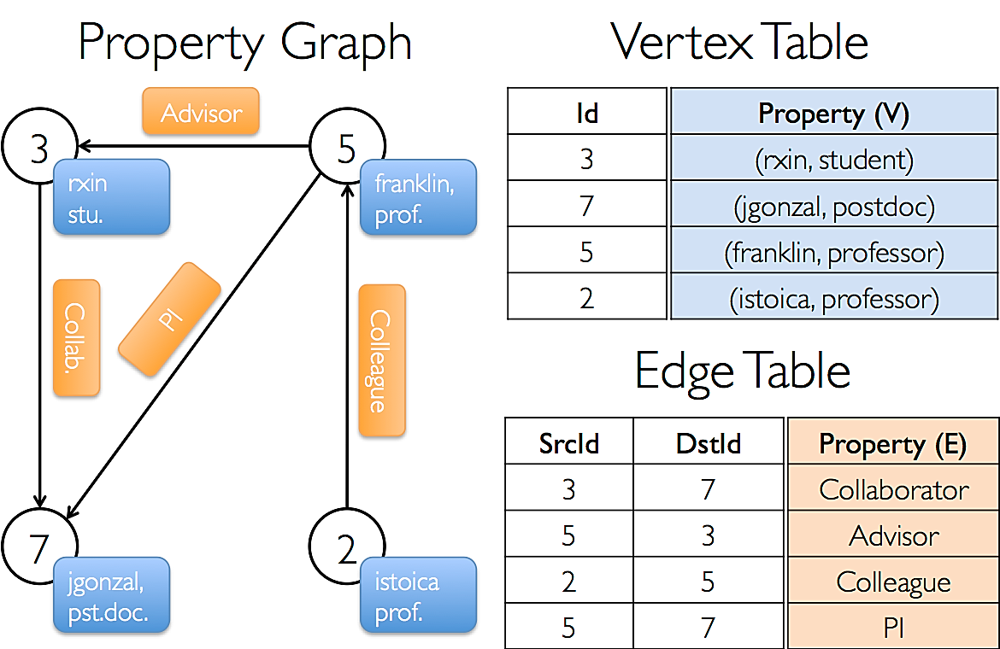 Property Graph
Advisor
3
rxin
stu.
5
franklin,
prof.
Collab.
PI
Colleague
7
jgonzal,
pst.doc.
2
istoica
prof.
Vertex Table
Id Property (V)
3 (rxin, student)
7 (jgonzal, postdoc)
5 (franklin, professor)
2 (istoica, professor)
Edge Table
SrcId DstId Property (E)
3 7 Collaborator
5 3 Advisor
2 5 Colleague
5 7 PI